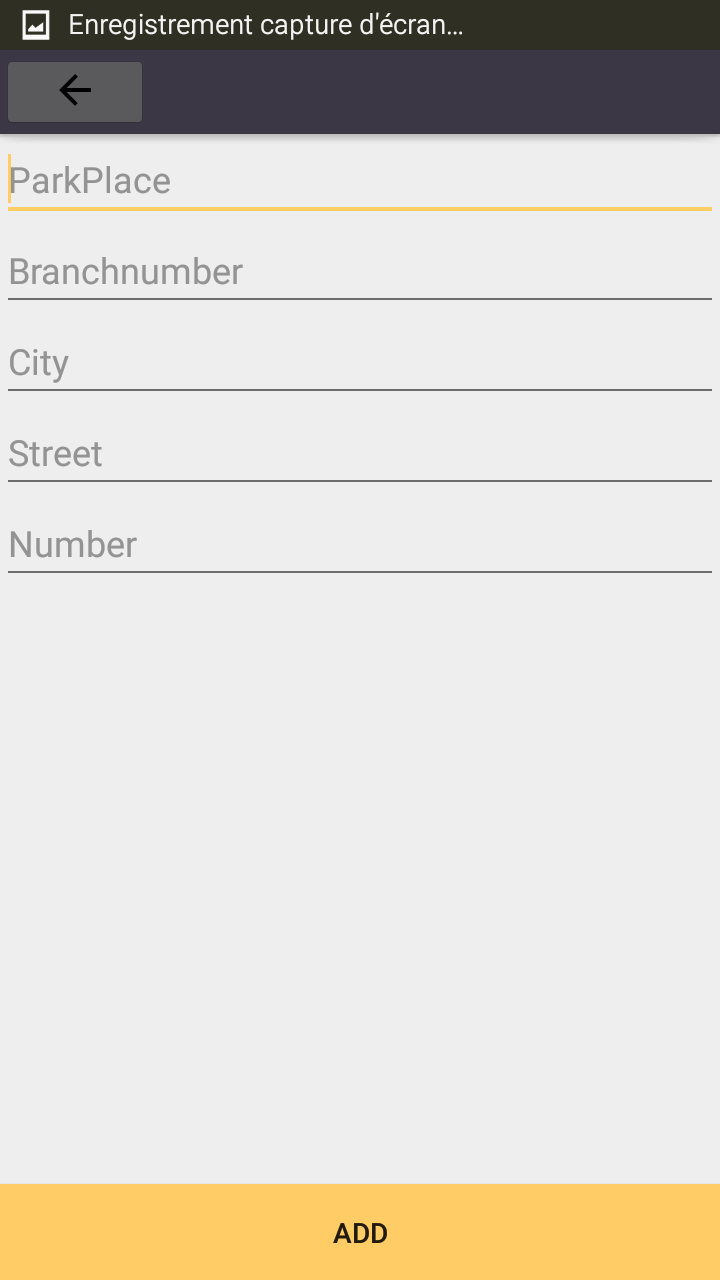 Enregistrement capture d'écran...
ParkPlace
Branchnumber
City
Street
Number
ADD